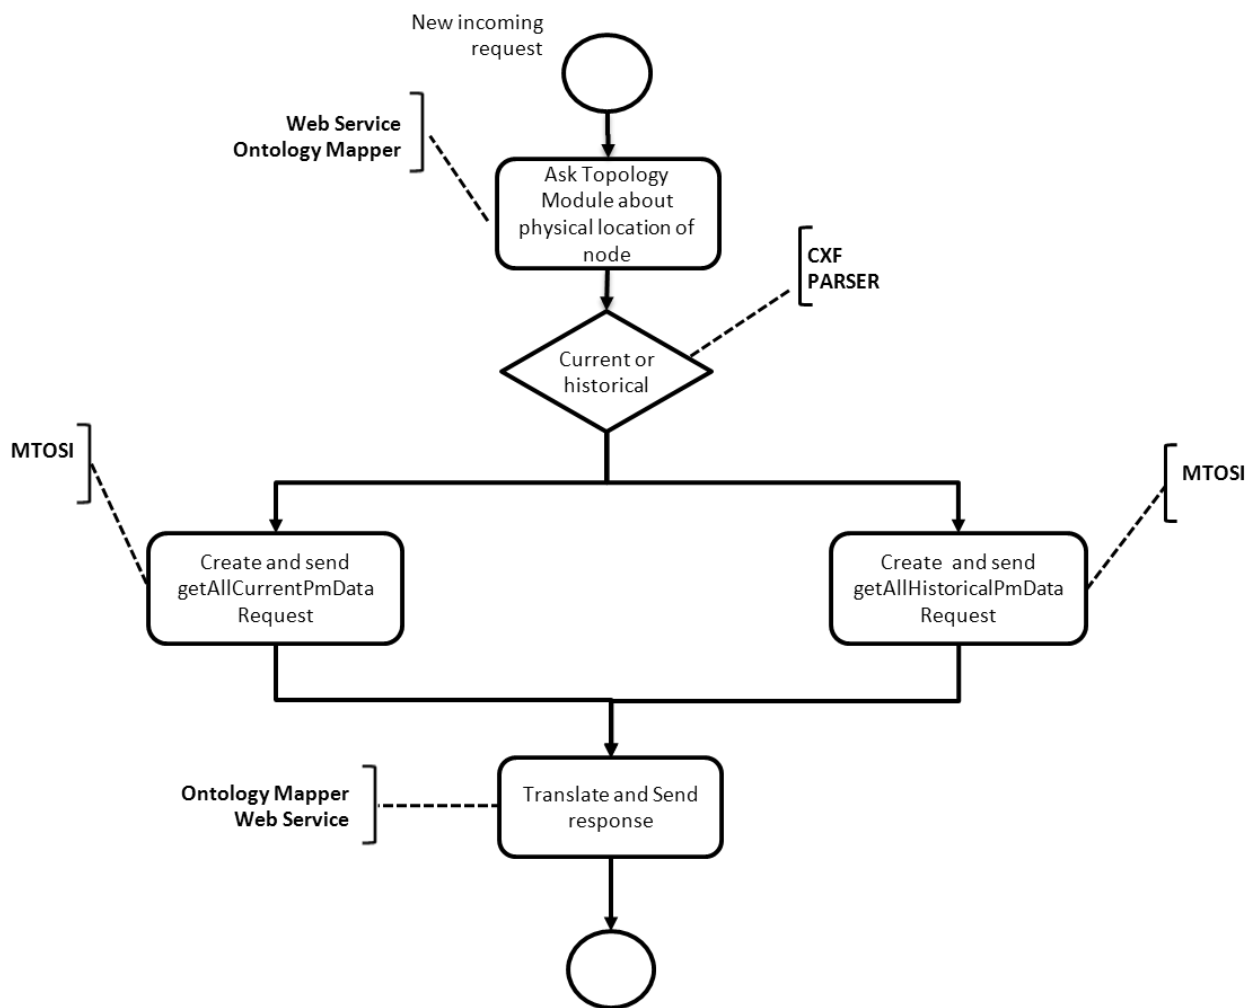 New incoming
request
Web Service
Ontology Mapper
Ask Topology
Module about
physical location of
node
CXF
PARSER
Current or
historical
MTOSI
MTOSI
Create and send
getAllCurrentPmData
Request
Create and send
getAllHistoricalPmData
Request
Ontology Mapper
Web Service
Translate and Send
response